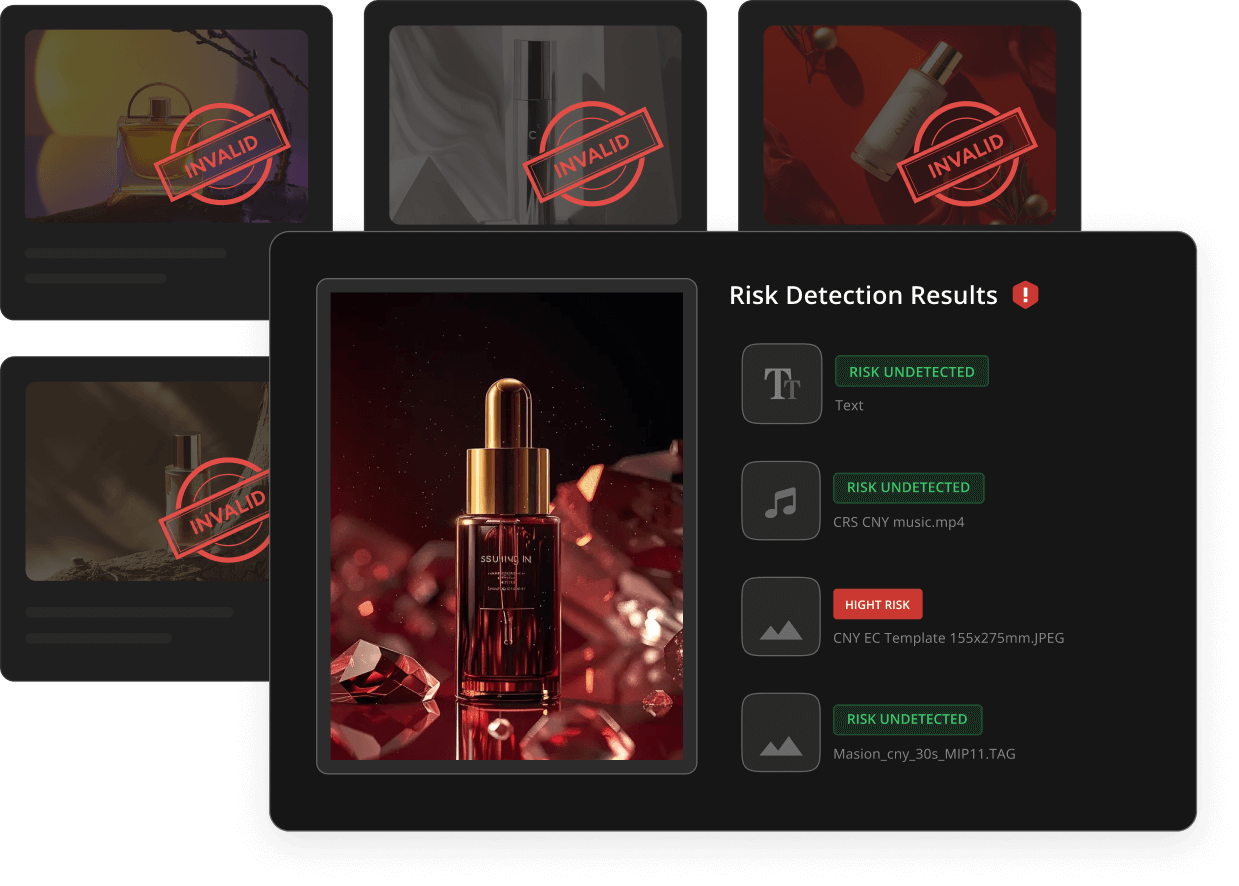 INVALID
INVALID
INVALID
INVALID
Risk Detection Results
RISK UNDETECTED
Text
RISK UNDETECTED
CRS CNY music.mp4
HIGHT RISK
CNY EC Template 155x275mm.JPEG
RISK UNDETECTED
Masion_cny_30s_MIP11.TAG